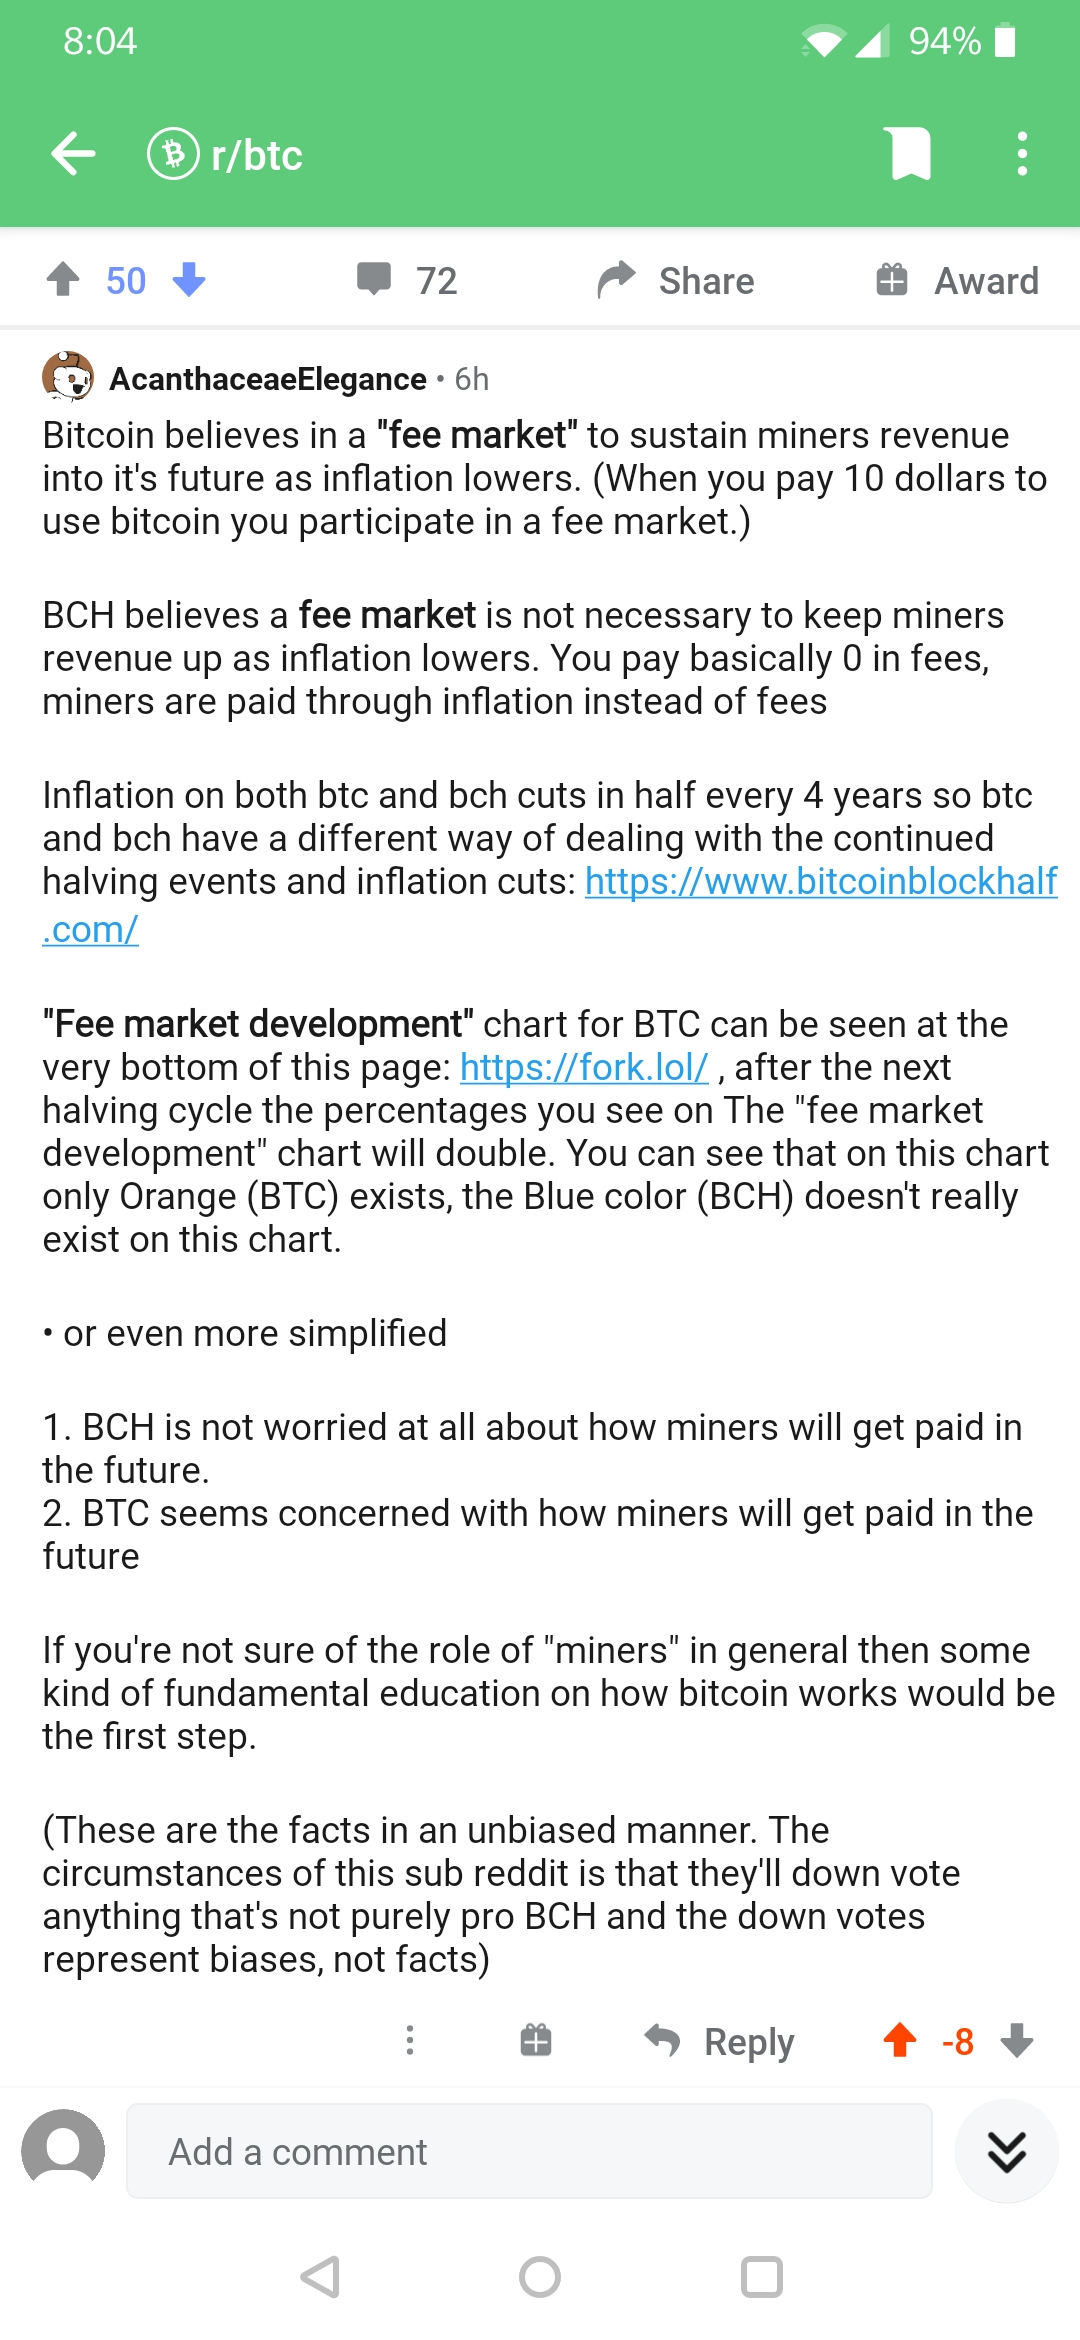 8:04
94%
r/btc
50
72
Share
Award
AcanthaceaeElegance • 6h
Bitcoin believes in a "fee market" to sustain miners revenue
into it's future as inflation lowers. (When you pay 10 dollars to
use bitcoin you participate in a fee market.)
BCH believes a fee market is not necessary to keep miners
revenue up as inflation lowers. You pay basically 0 in fees,
miners are paid through inflation instead of fees
Inflation on both btc and bch cuts in half every 4 years so btc
and bch have a different way of dealing with the continued
halving events and inflation cuts: https://www.bitcoinblockhalf
.com/
"Fee market development" chart for BTC can be seen at the
very bottom of this page: https://fork.lol/ , after the next
halving cycle the percentages you see on The "fee market
development" chart will double. You can see that on this chart
only Orange (BTC) exists, the Blue color (BCH) doesn't really
exist on this chart.
• or even more simplified
1. BCH is not worried at all about how miners will get paid in
the future.
2. BTC seems concerned with how miners will get paid in the
future
If you're not sure of the role of "miners" in general then some
kind of fundamental education on how bitcoin works would be
the first step.
(These are the facts in an unbiased manner. The
circumstances of this sub reddit is that they'll down vote
anything that's not purely pro BCH and the down votes
represent biases, not facts)
Reply
-8
Add a comment